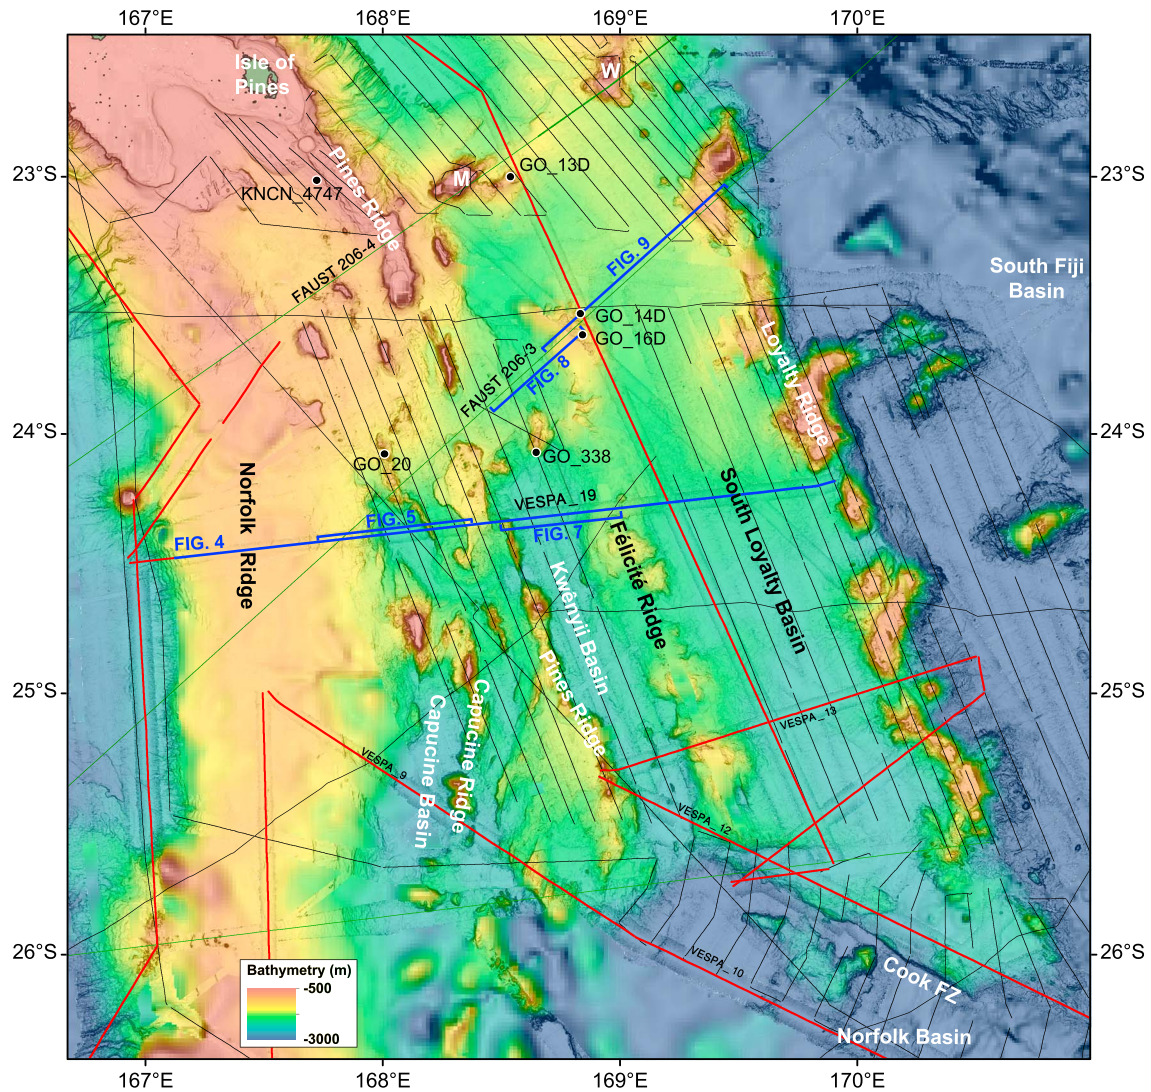 167°E
168°E
169°E
170°E
Isle of
Pines
W
23°S
23°S
Pines Ridge
M
GO_13D
KNCN_4747
FAUST 206-4
FIG. 9
South Fiji
Basin
GO_14D
GO_16D
FAUST 206-3
FIG. 8
Loyalty Ridge
24°S
24°S
GO_20
GO_338
Norfolk Ridge
VESPA_19
FIG. 5
FIG. 4
FIG. 7
Félicité Ridge
South Loyalty Basin
Kwênyii Basin
Pines Ridge
25°S
25°S
Capucine Basin
Capucine Ridge
VESPA_9
VESPA_13
VESPA_12
VESPA_10
26°S
26°S
Cook FZ
Norfolk Basin
Bathymetry (m)
-500
-3000
167°E
168°E
169°E
170°E